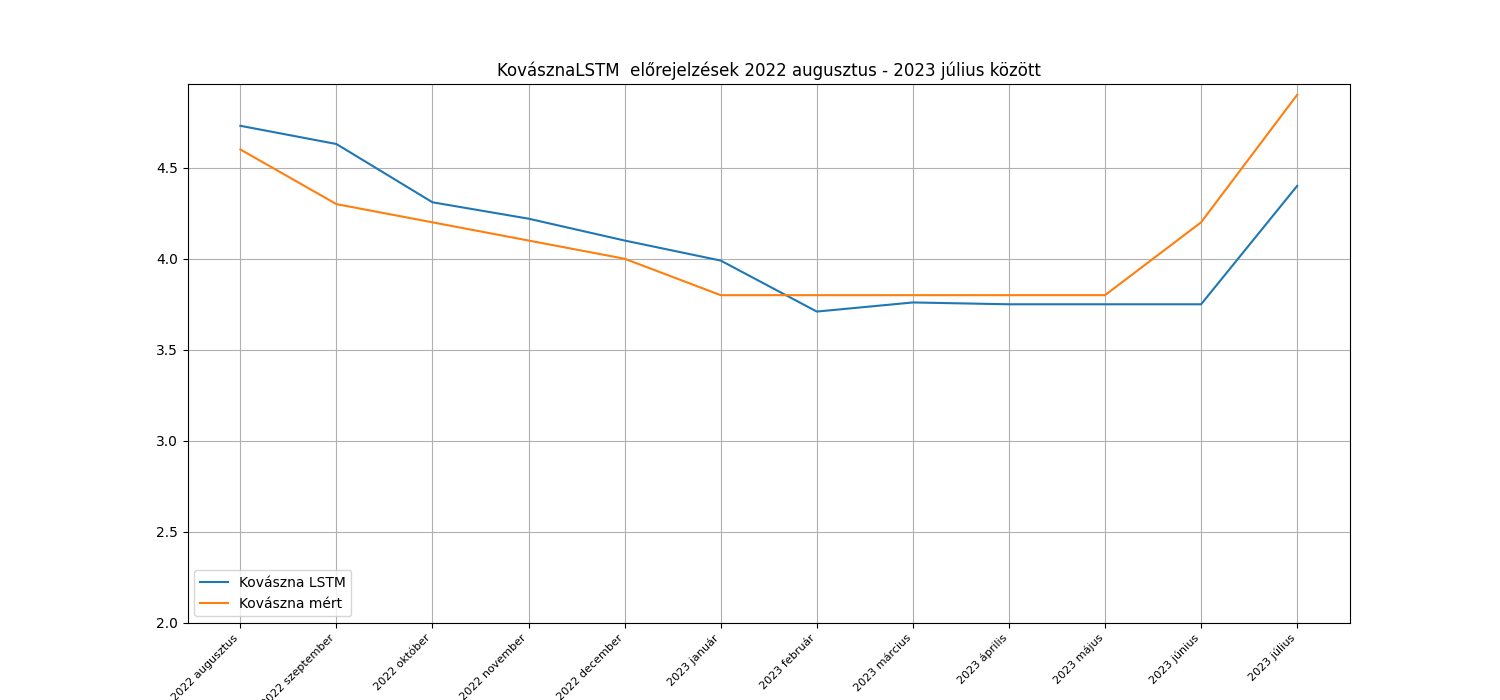 KovásznaLSTM  előrejelzések 2022 augusztus - 2023 július között
4.5
4.0
3.5
3.0
2.5
2.0
Kovászna LSTM
Kovászna mért
2022 augusztus
2022 szeptember
2022 október
2022 november
2022 december
2023 január
2023 február
2023 március
2023 április
2023 május
2023 június
2023 július